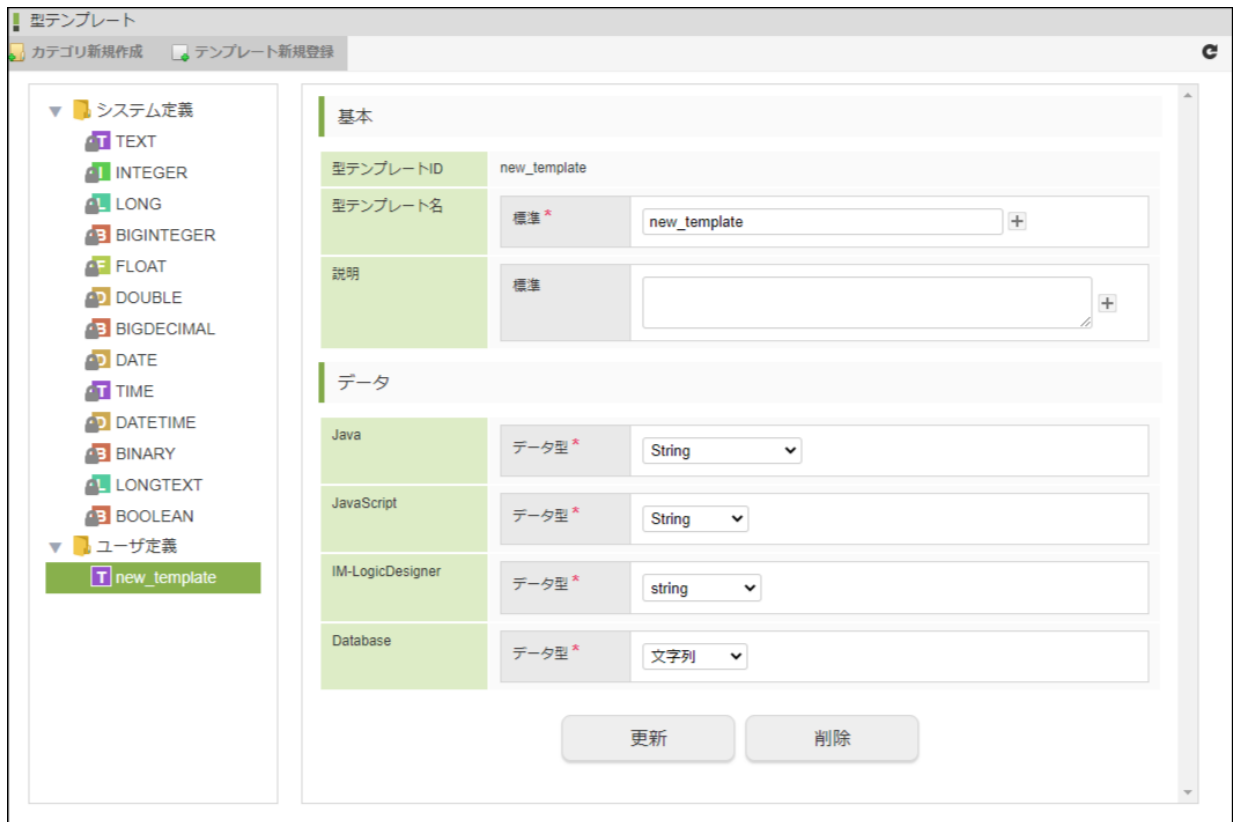 型テンプレート
カテゴリ新規作成 テンプレート新規登録
システム定義
T TEXT
I INTEGER
L LONG
B BIGINTEGER
F FLOAT
D DOUBLE
B BIGDECIMAL
D DATE
T TIME
D DATETIME
B BINARY
L LONGTEXT
B BOOLEAN
ユーザ定義
T new_template
基本
型テンプレートID new_template
型テンプレート名 標準 * new_template
説明 標準
データ
Java データ型 * String
JavaScript データ型 * String
IM-LogicDesigner データ型 * string
Database データ型 * 文字列
更新 削除